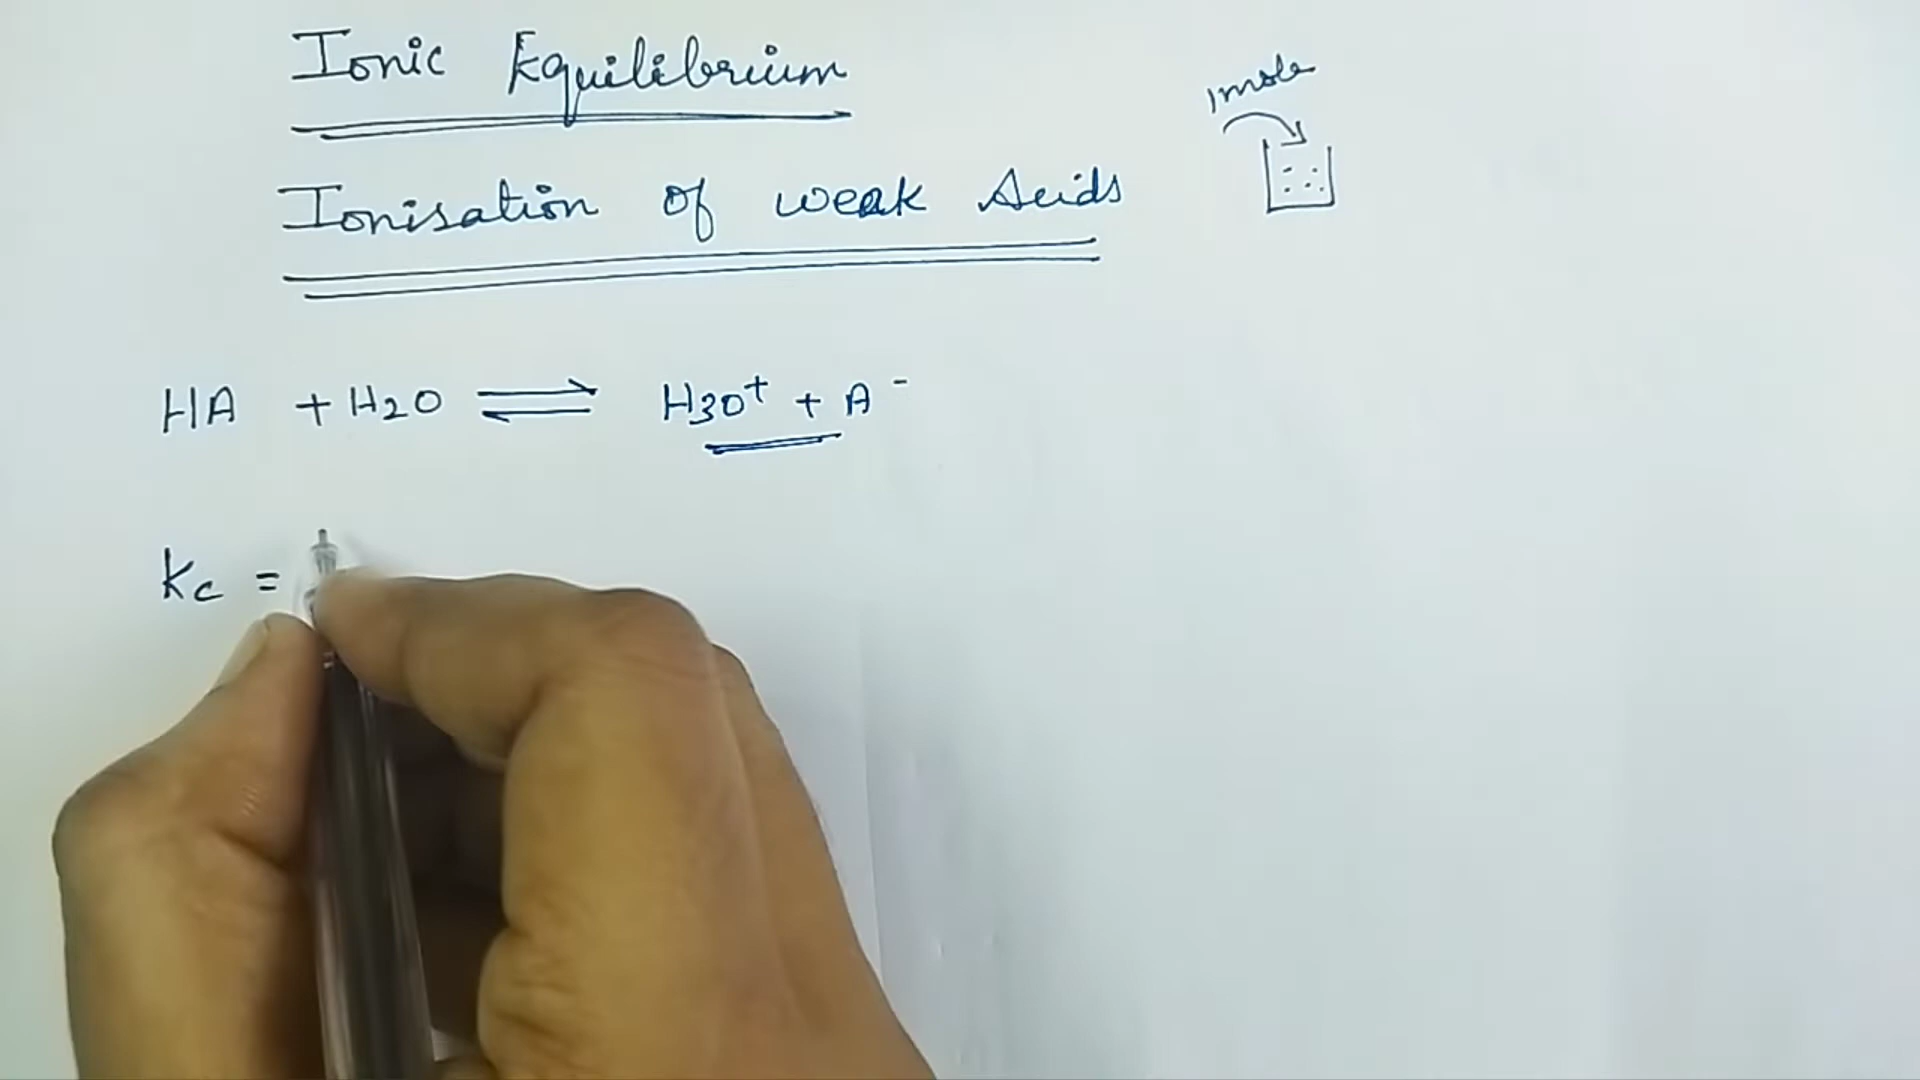 Ionic Equilibrium
1 mole
Ionisation of weak Acids
HA + H2O ⇌ H3O+ + A-
Kc =